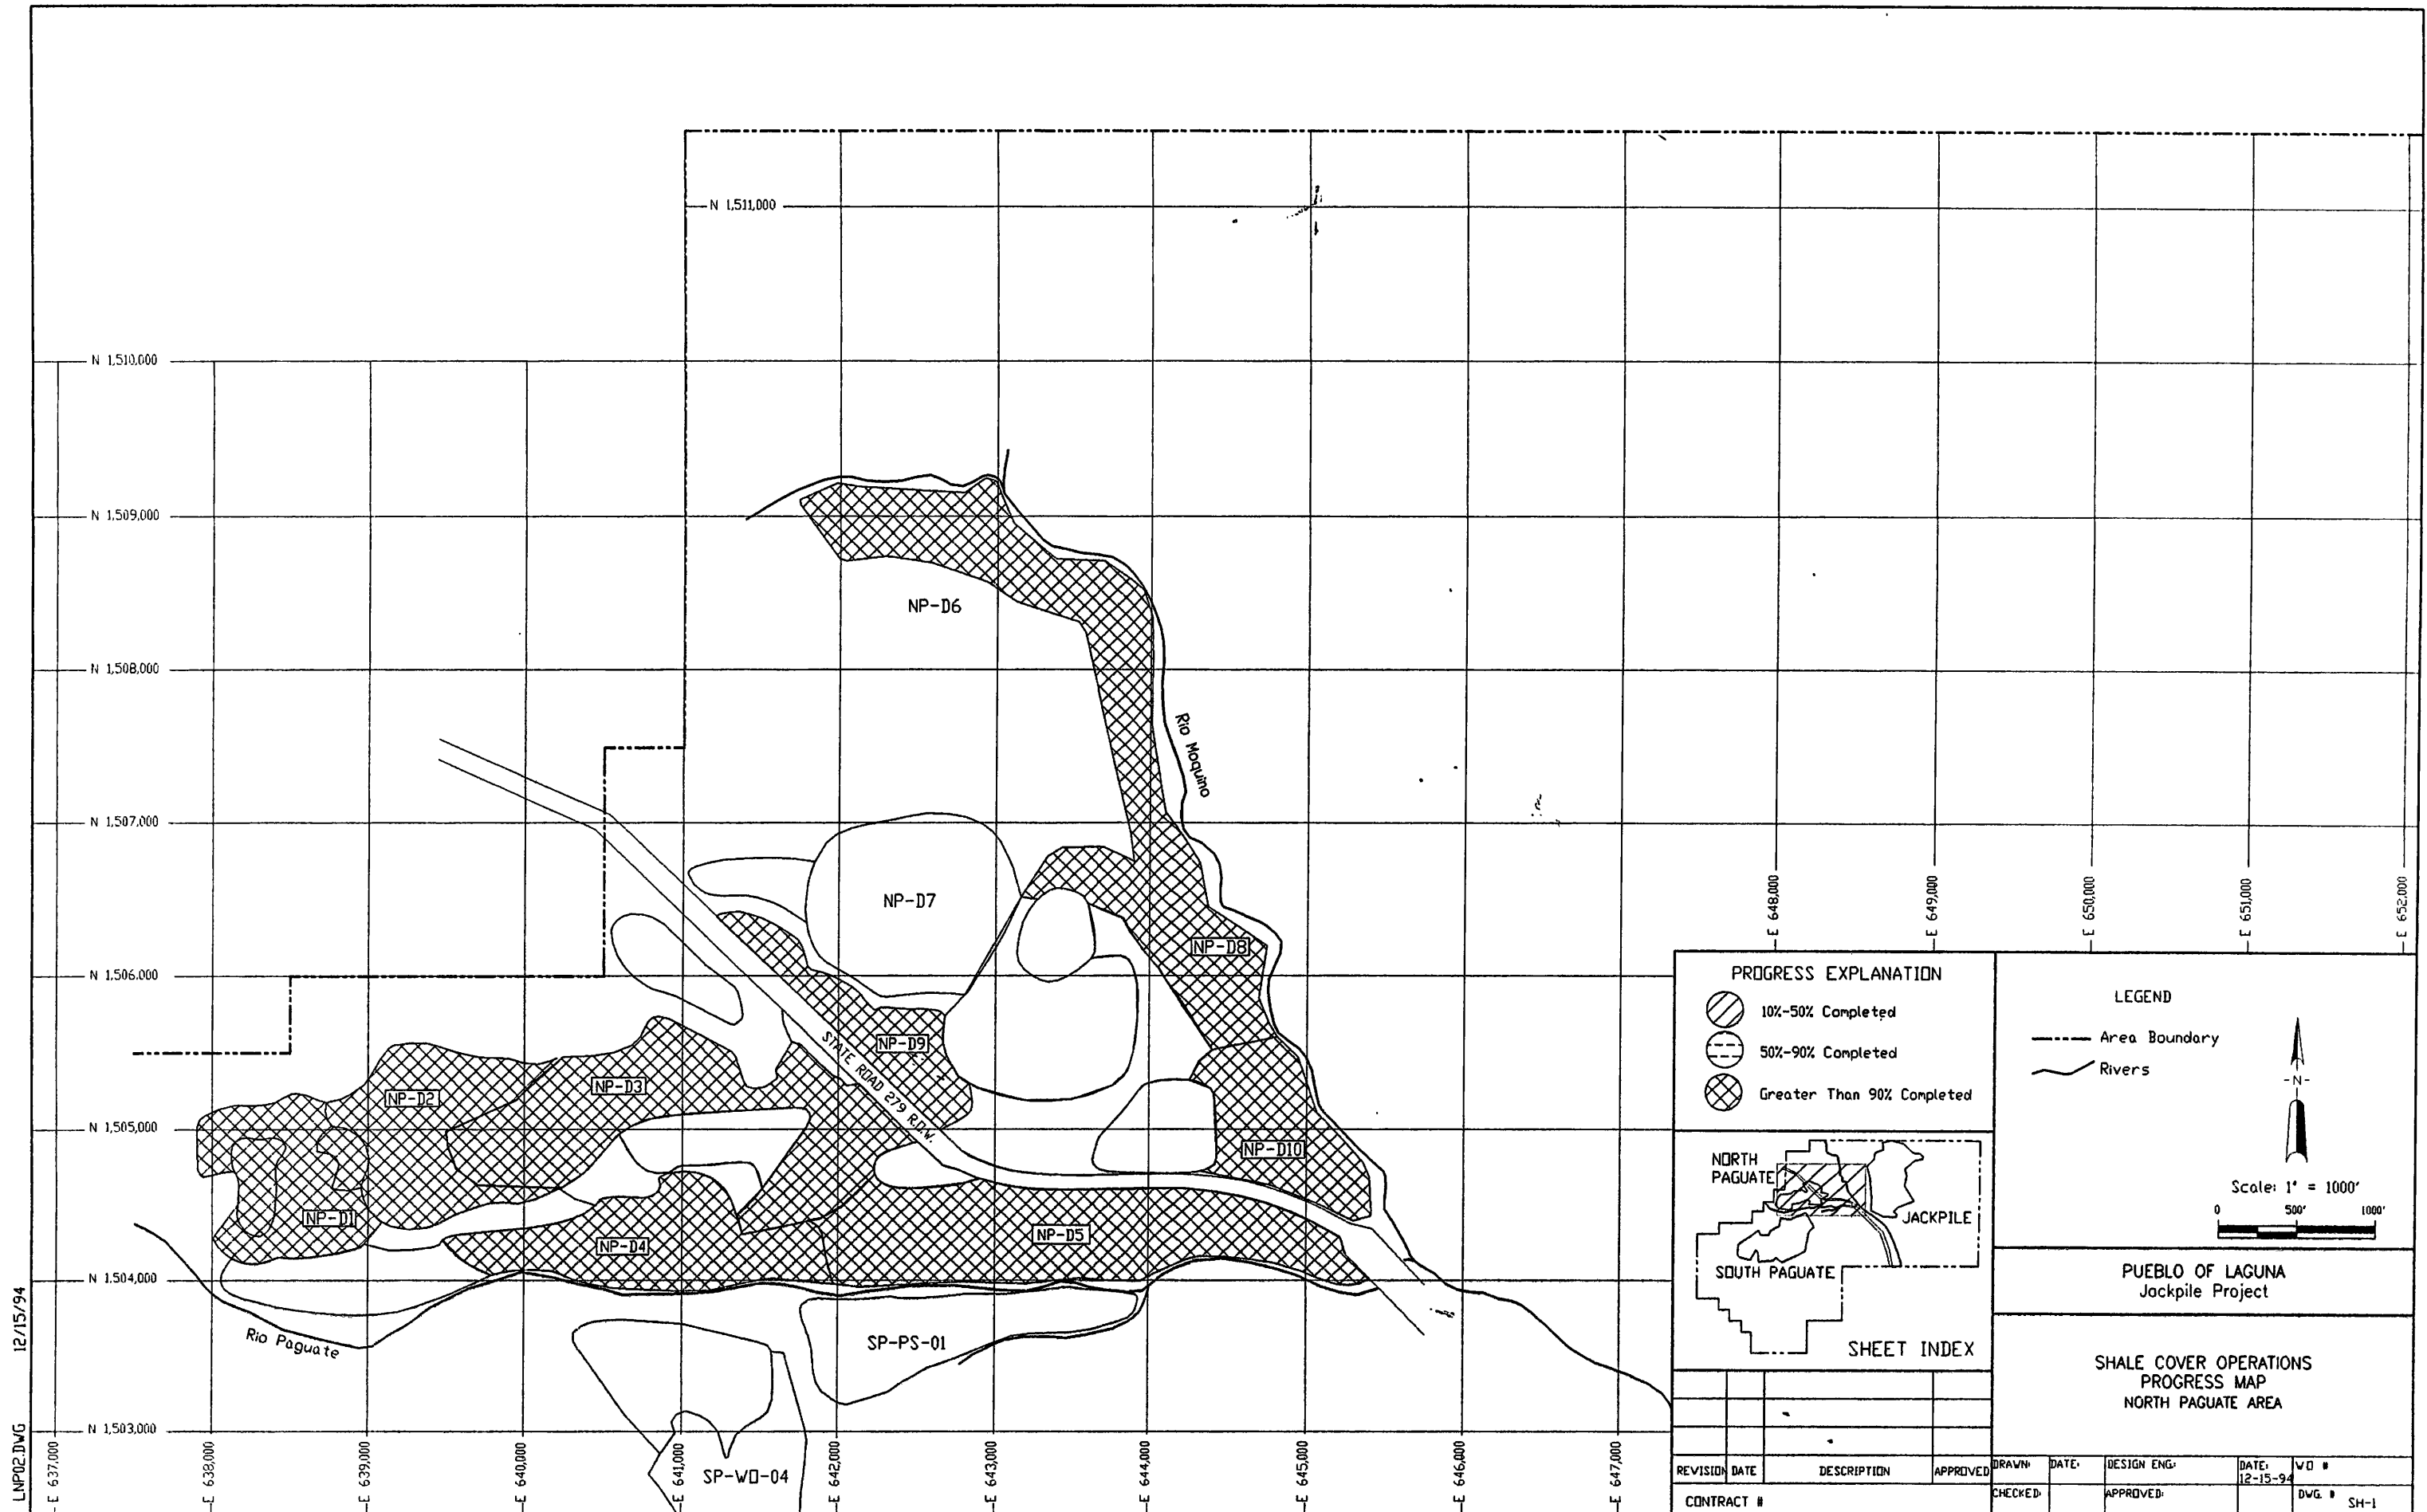 N 1,511,000
N 1,510,000
N 1,509,000
NP-D6
N 1,508,000
Rio Moquino
N 1,507,000
NP-D7
NP-D8
N 1,506,000
NP-D9
STATE ROAD 279 R.O.W.
NP-D3
NP-D2
N 1,505,000
NP-D10
NP-D1
NP-D4
NP-D5
N 1,504,000
Rio Paguate
SP-PS-01
N 1,503,000
SP-WO-04
E 637,000
E 638,000
E 639,000
E 640,000
E 641,000
E 642,000
E 643,000
E 644,000
E 645,000
E 646,000
E 647,000
E 648,000
E 649,000
E 650,000
E 651,000
E 652,000
LNP02.DWG 12/15/94
PROGRESS EXPLANATION
10%-50% Completed
50%-90% Completed
Greater Than 90% Completed
LEGEND
Area Boundary
Rivers
-N-
Scale: 1" = 1000'
0 500' 1000'
NORTH
PAGUATE
JACKPILE
SOUTH PAGUATE
SHEET INDEX
PUEBLO OF LAGUNA
Jackpile Project
SHALE COVER OPERATIONS
PROGRESS MAP
NORTH PAGUATE AREA
REVISION DATE DESCRIPTION APPROVED
CONTRACT #
DRAWN: DATE: DESIGN ENG: DATE: 12-15-94 WO #
CHECKED: APPROVED: DWG. # SH-1